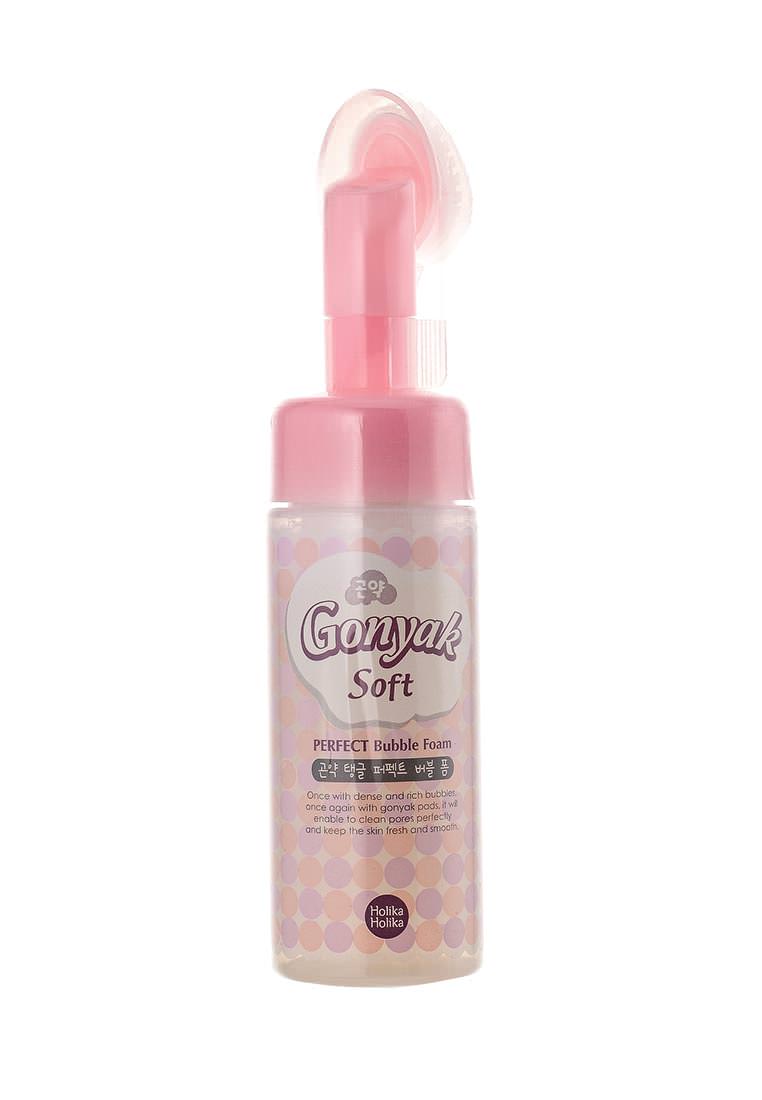 곤약
Gonyak
Soft
PERFECT Bubble Foam
곤약 탱글 퍼펙트 버블 폼
Once with dense and rich bubbles,
once again with gonyak pads, it will
enable to clean pores perfectly
and keep the skin fresh and smooth.
Holika
Holika